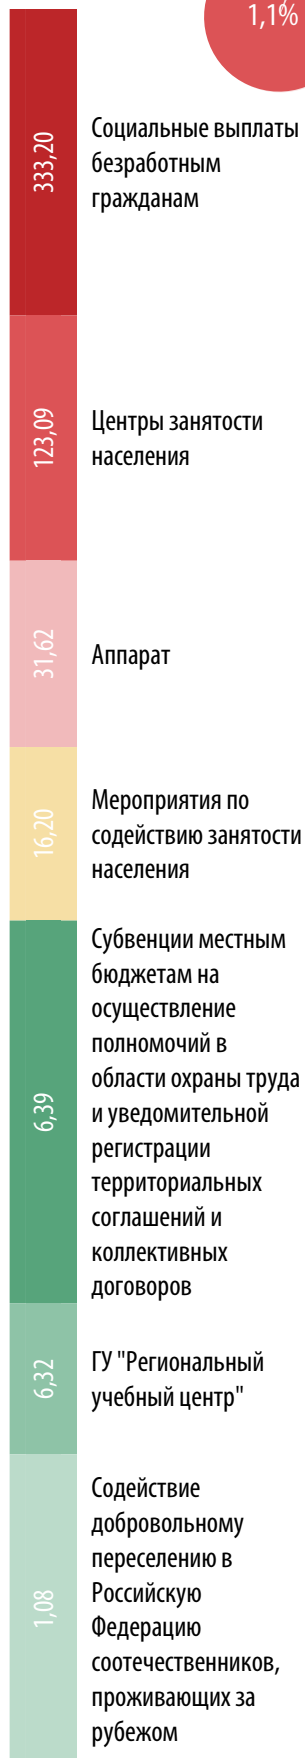 1,1%
333,20
Социальные выплаты
безработным
гражданам
123,09
Центры занятости
населения
31,62
Аппарат
16,20
Мероприятия по
содействию занятости
населения
6,39
Субвенции местным
бюджетам на
осуществление
полномочий в
области охраны труда
и уведомительной
регистрации
территориальных
соглашений и
коллективных
договоров
6,32
ГУ "Региональный
учебный центр"
1,08
Содействие
добровольному
переселению в
Российскую
Федерацию
соотечественников,
проживающих за
рубежом